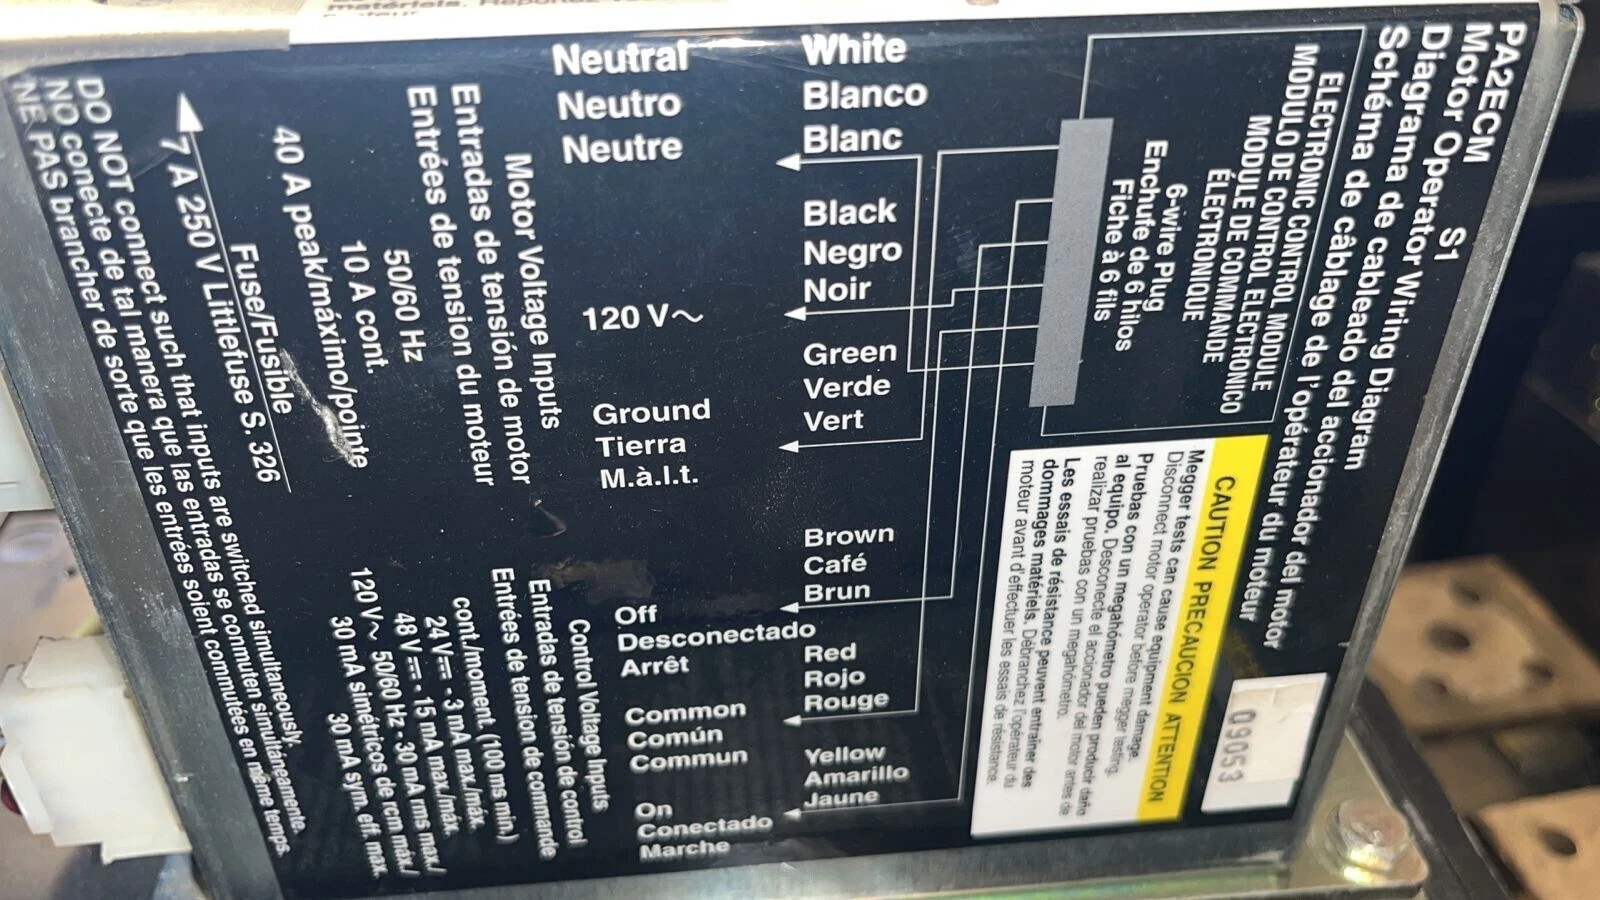 PA2ECM S1
Motor Operator Wiring Diagram
Diagrama de cableado del accionador del motor
Schéma de câblage de l'opérateur du moteur
ELECTRONIC CONTROL MODULE
MODULO DE CONTROL ELECTRONICO
MODULE DE COMMANDE
ÉLECTRONIQUE
6-wire Plug
Enchufe de 6 hilos
Fiche à 6 fils
CAUTION PRECAUCION ATTENTION
Megger tests can cause equipment damage.
Disconnect motor operator before megger testing.
Pruebas con un megahómetro pueden producir daño
al equipo. Desconecte el accionador del motor antes de
realizar pruebas con un megahómetro.
Les essais de résistance peuvent entrainer des
dommages matériels. Débranchez l'opérateur du
moteur avant d'effectuer les essais de résistance.
09053
White
Blanco
Blanc
Black
Negro
Noir
Green
Verde
Vert
Brown
Café
Brun
Red
Rojo
Rouge
Yellow
Amarillo
Jaune
Neutral
Neutro
Neutre
120 V~
Ground
Tierra
M.à.l.t.
Off
Desconectado
Arrêt
Common
Común
Commun
On
Conectado
Marche
Motor Voltage Inputs
Entradas de tensión de motor
Entrées de tension du moteur
50/60 Hz
10 A cont.
40 A peak/máximo/pointe
Fuse/Fusible
7 A 250 V Littlefuse S. 326
Control Voltage Inputs
Entradas de tensión de control
Entrées de tension de commande
cont./moment. (100 ms min.)
24 V⎓ - 3 mA max./máx.
48 V⎓ - 15 mA max./máx.
120 V~ 50/60 Hz - 30 mA rms max./
30 mA simétricos de rcm máx./
30 mA sym. eff. max.
DO NOT connect such that inputs are switched simultaneously.
NO conecte de tal manera que las entradas se conmuten simultáneamente.
NE PAS brancher de sorte que les entrées soient commutées en même temps.